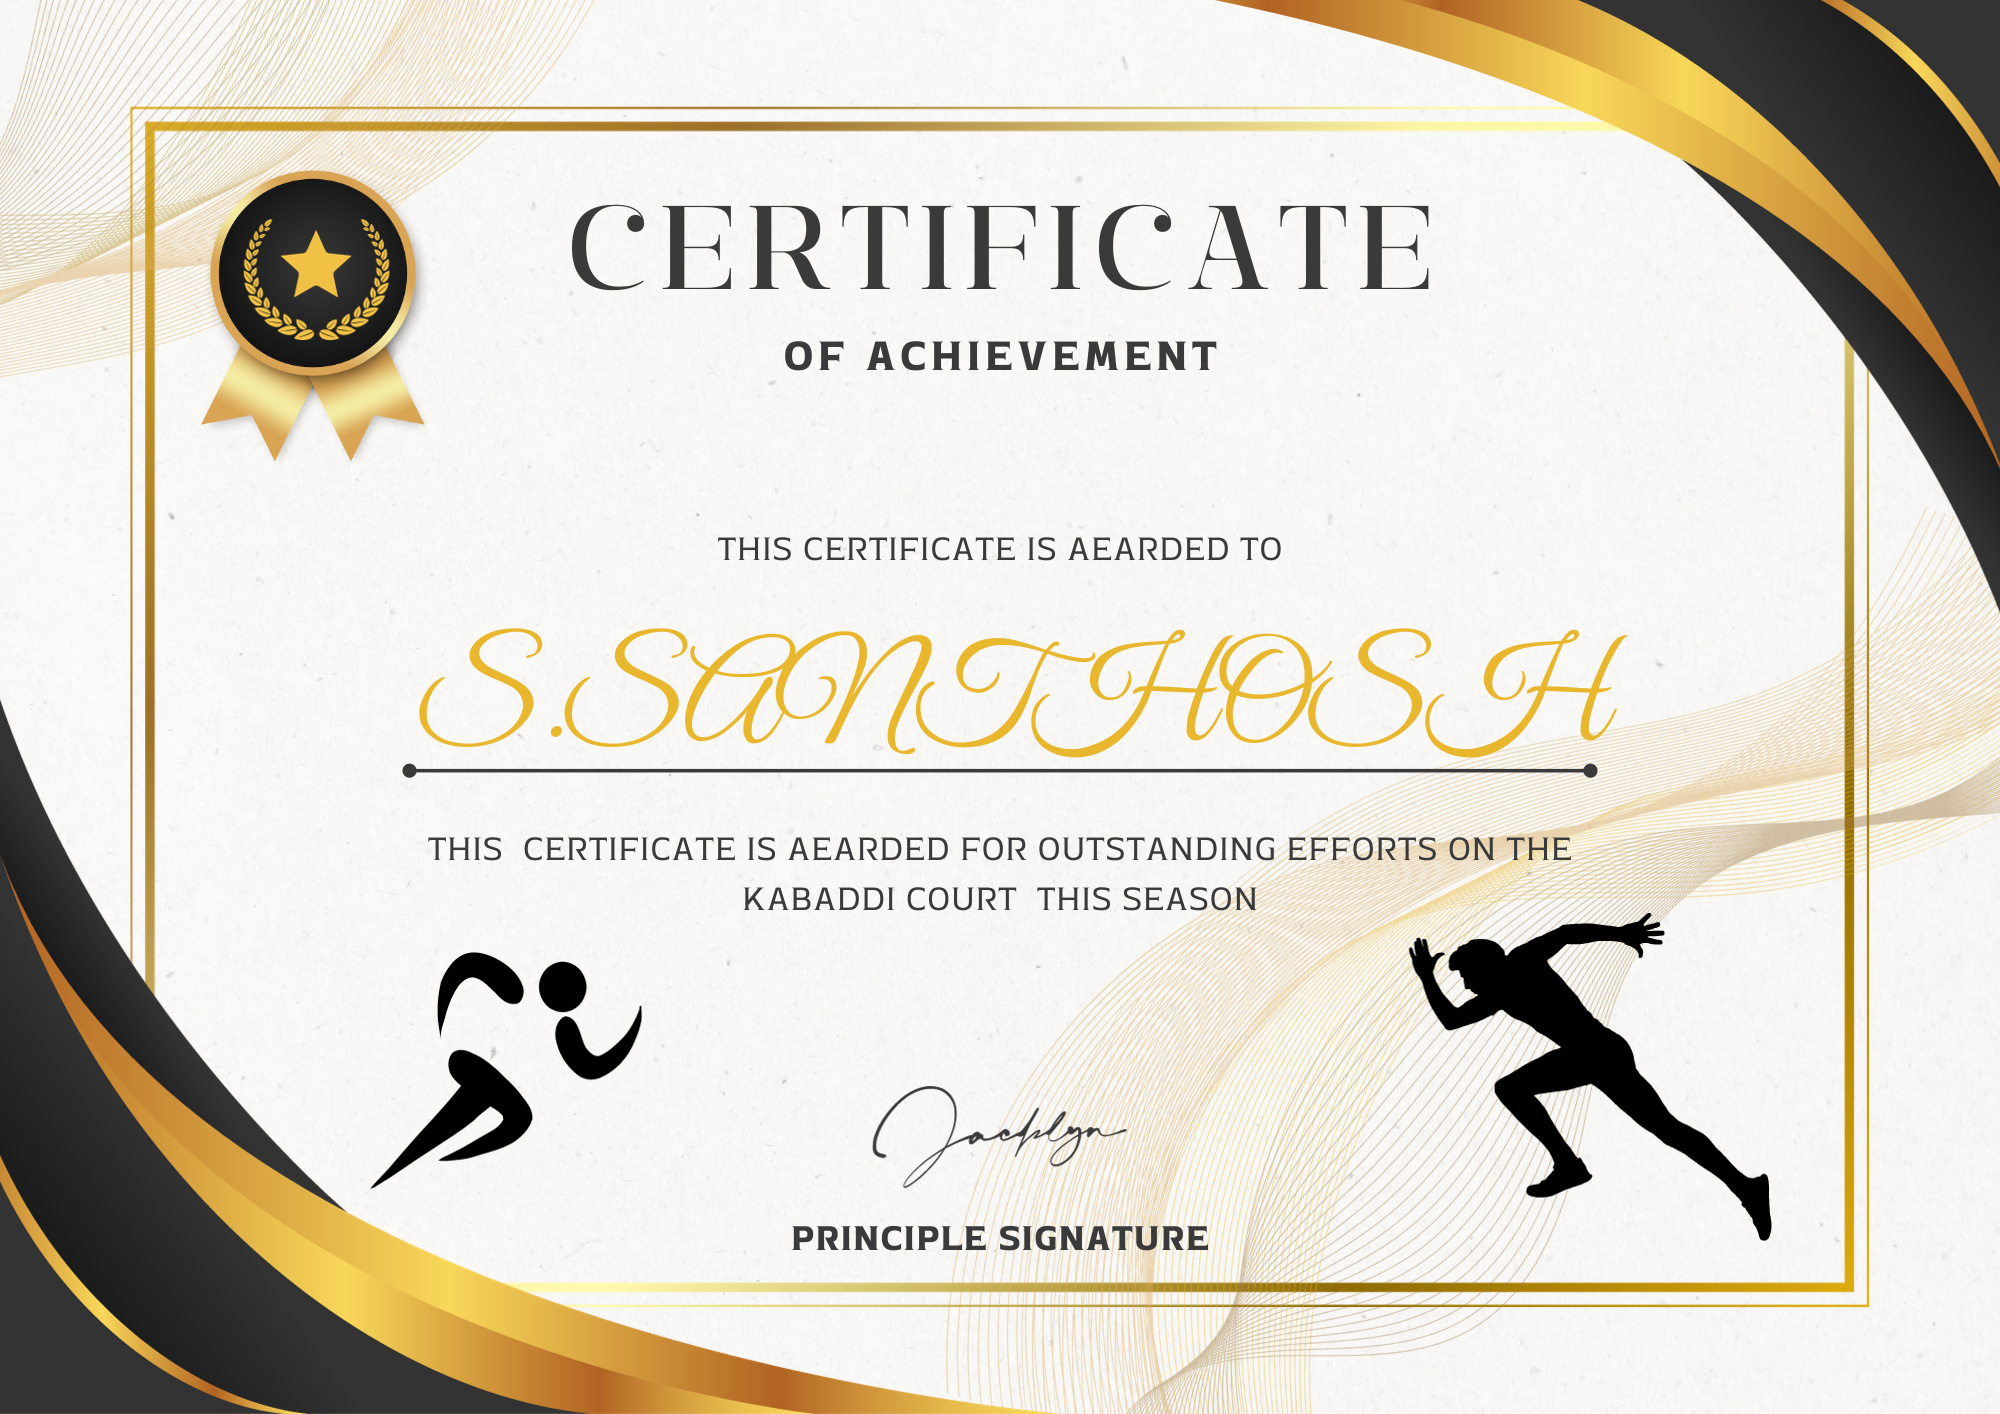 CERTIFICATE
OF ACHIEVEMENT
THIS CERTIFICATE IS AEARDED TO
S.SANTHOSH
THIS CERTIFICATE IS AEARDED FOR OUTSTANDING EFFORTS ON THE
KABADDI COURT THIS SEASON
Jacklyn
PRINCIPLE SIGNATURE